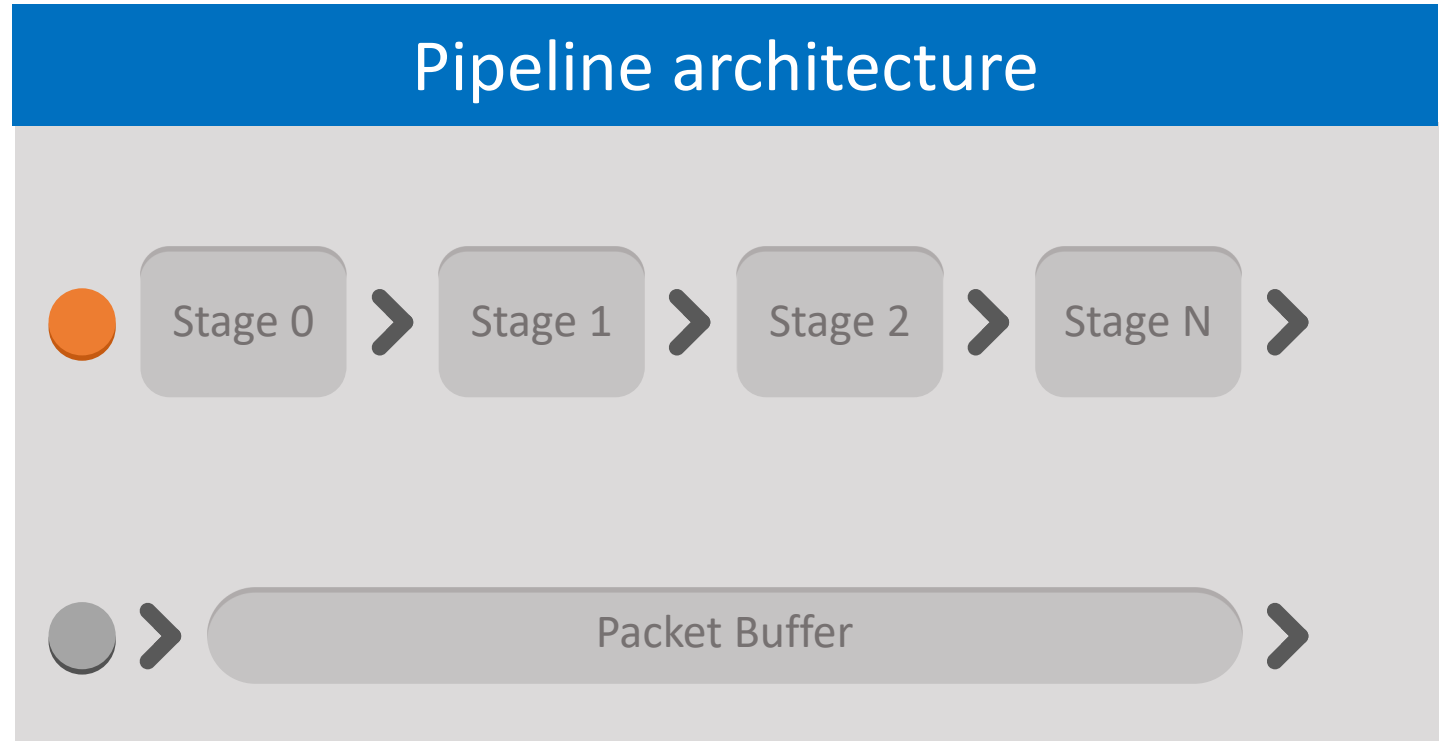 Pipeline architecture
Stage 0
Stage 1
Stage 2
Stage N
Packet Buffer